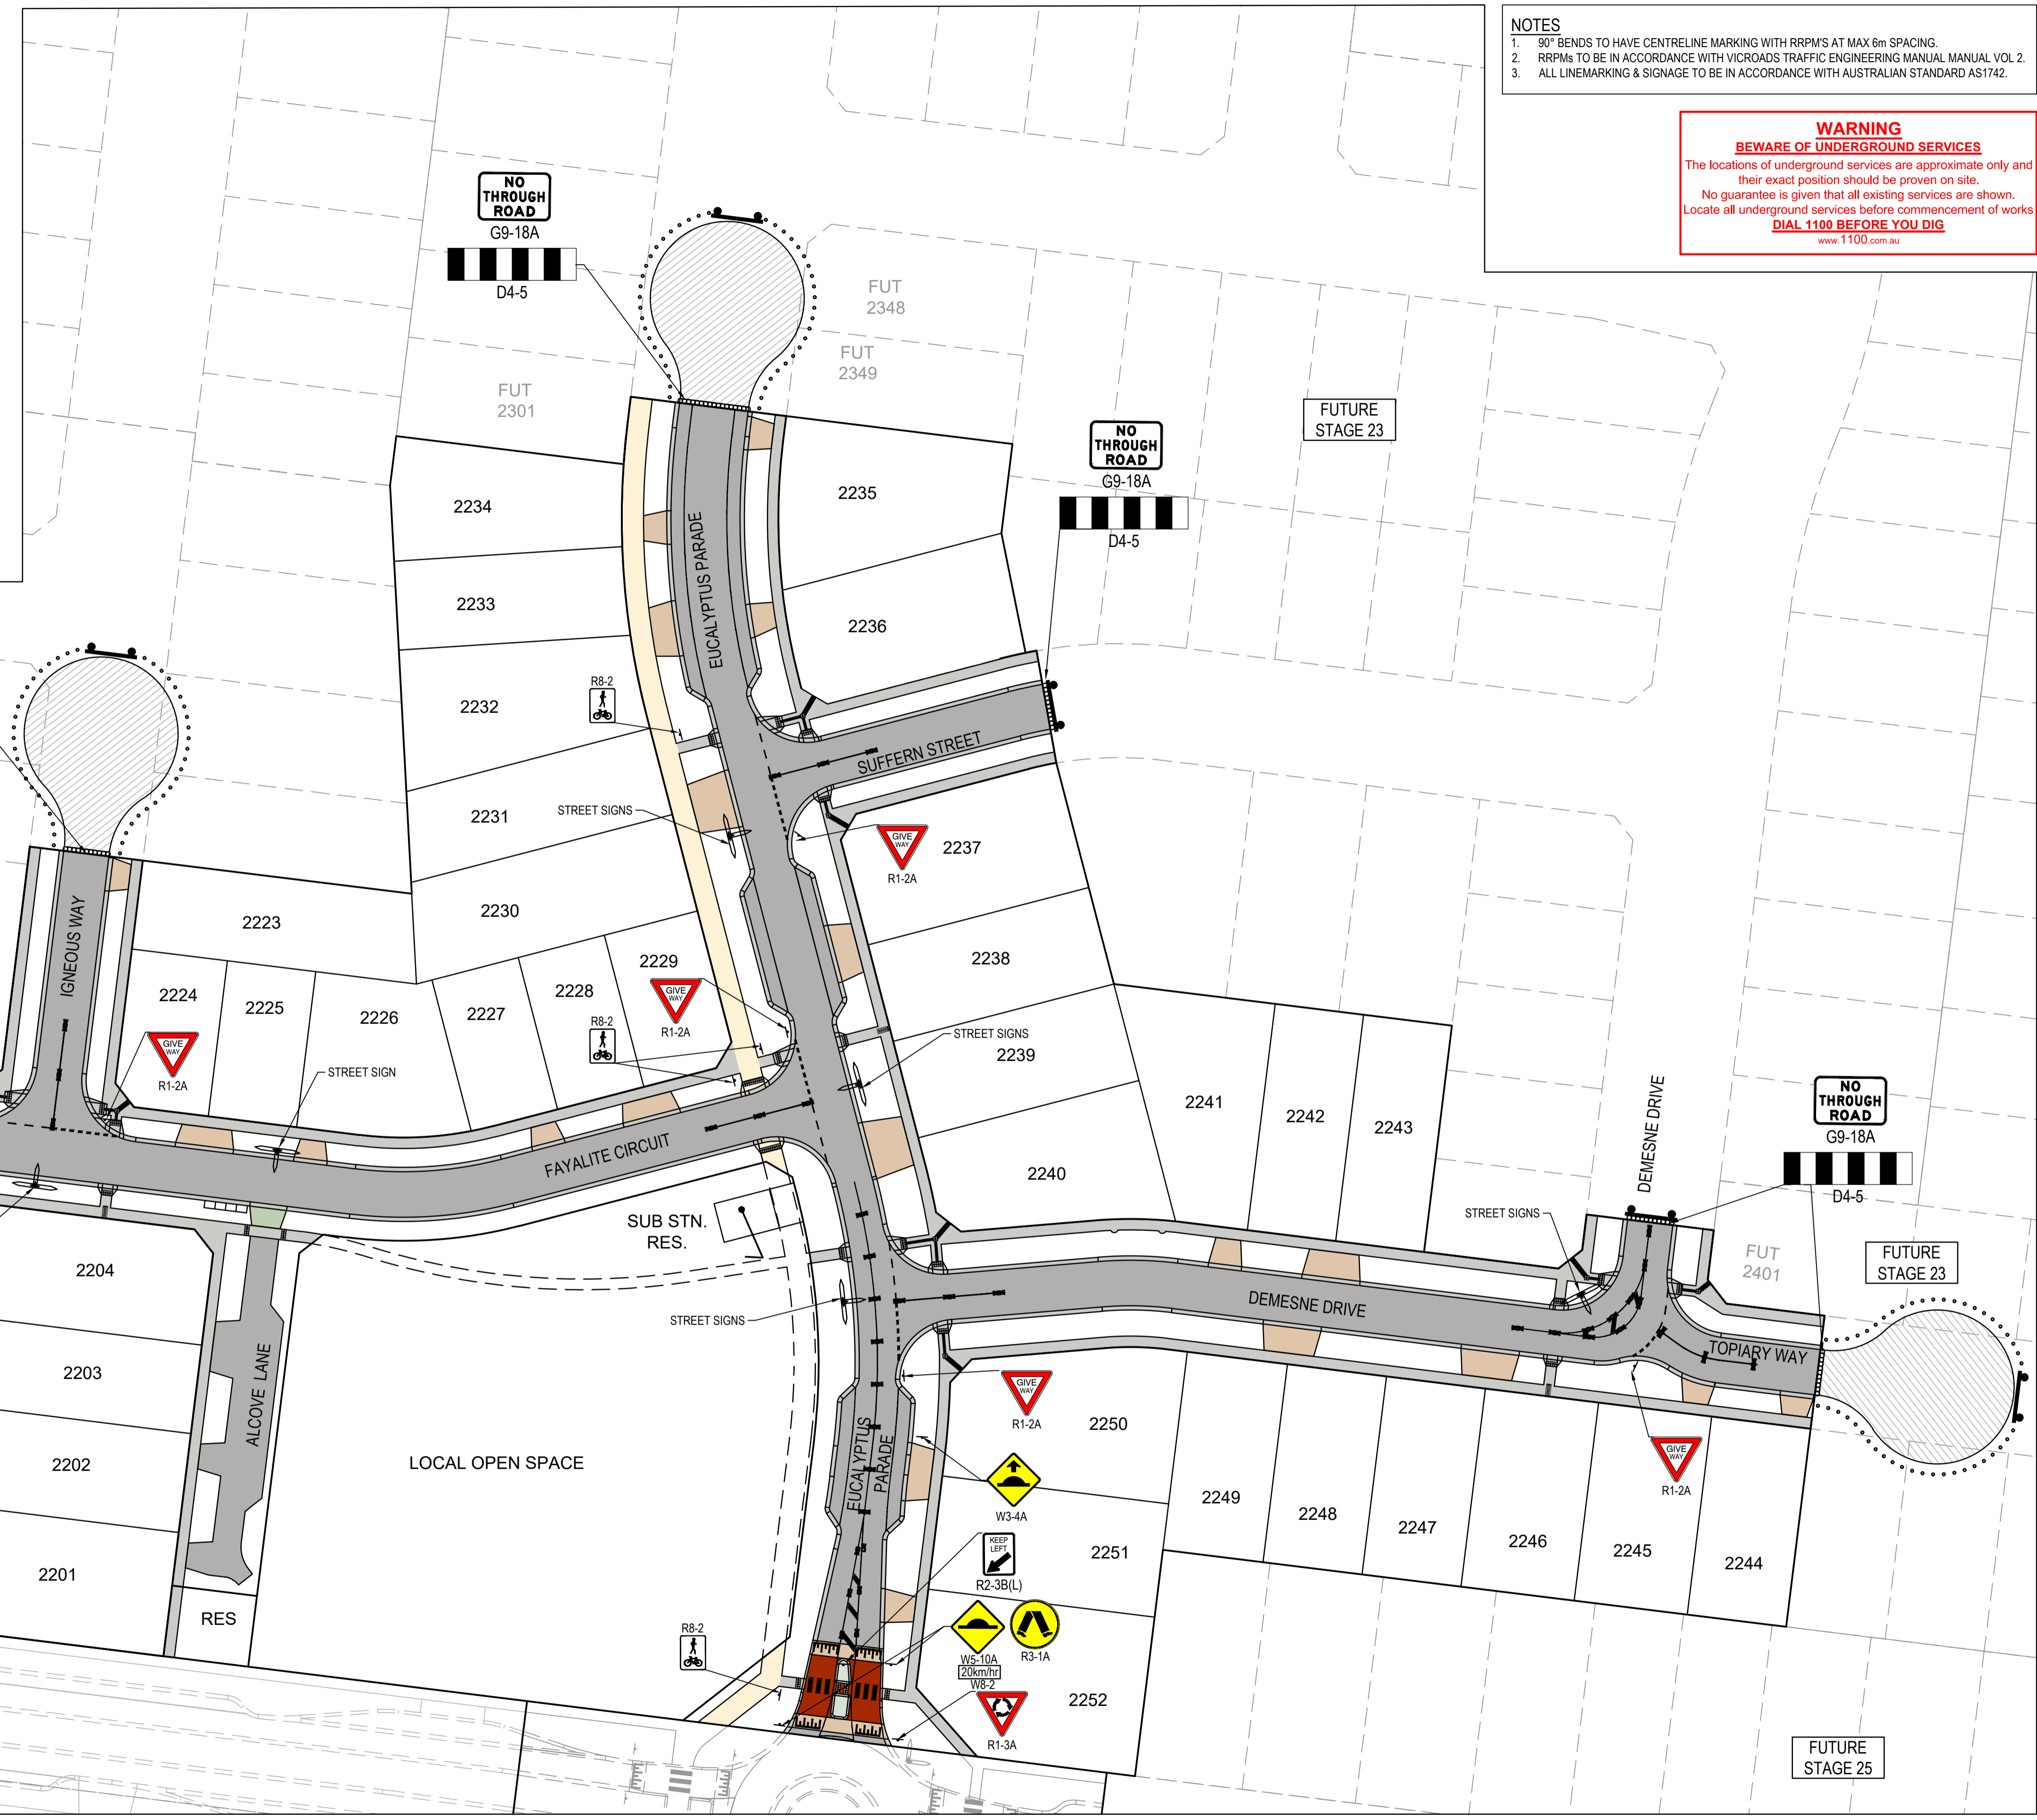 NOTES
1. 90° BENDS TO HAVE CENTRELINE MARKING WITH RRPM'S AT MAX 6m SPACING.
2. RRPMs TO BE IN ACCORDANCE WITH VICROADS TRAFFIC ENGINEERING MANUAL MANUAL VOL 2.
3. ALL LINEMARKING & SIGNAGE TO BE IN ACCORDANCE WITH AUSTRALIAN STANDARD AS1742.
WARNING
BEWARE OF UNDERGROUND SERVICES
The locations of underground services are approximate only and
their exact position should be proven on site.
No guarantee is given that all existing services are shown.
Locate all underground services before commencement of works
DIAL 1100 BEFORE YOU DIG
www.1100.com.au
NO
THROUGH
ROAD
G9-18A
D4-5
FUT
2348
FUT
2349
FUT
2301
FUTURE
STAGE 23
NO
THROUGH
ROAD
G9-18A
D4-5
2234
2235
EUCALYPTUS PARADE
2233
2236
R8-2
2232
SUFFERN STREET
2231
STREET SIGNS
GIVE
WAY
R1-2A
2237
2230
2223
IGNEOUS WAY
2229
2238
2224
2225
2226
2227
2228
GIVE
WAY
R1-2A
R8-2
STREET SIGNS
2239
GIVE
WAY
R1-2A
STREET SIGN
FAYALITE CIRCUIT
2240
2241
2242
2243
DEMESNE DRIVE
NO
THROUGH
ROAD
G9-18A
D4-5
STREET SIGNS
SUB STN.
RES.
FUT
2401
FUTURE
STAGE 23
2204
STREET SIGNS
DEMESNE DRIVE
TOPIARY WAY
2203
ALCOVE LANE
GIVE
WAY
R1-2A
2250
EUCALYPTUS
PARADE
2202
LOCAL OPEN SPACE
GIVE
WAY
R1-2A
W3-4A
2249
2248
2247
2246
2245
2244
KEEP
LEFT
R2-3B(L)
2251
2201
RES
R8-2
W5-10A
20km/hr
W8-2
R3-1A
R1-3A
2252
FUTURE
STAGE 25